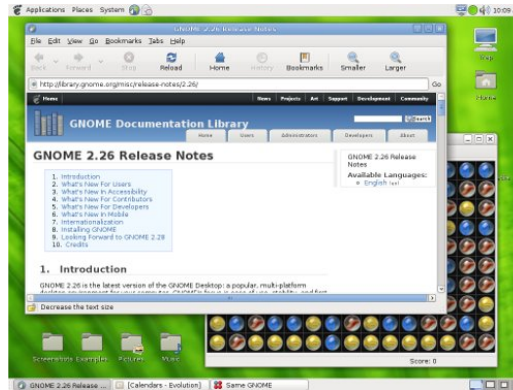 Applications Places System
10:09
GNOME 2.26 Release Notes
File Edit View Go Bookmarks Tabs Help
Back Forward Stop Reload Home History Bookmarks Smaller Larger
http://library.gnome.org/misc/release-notes/2.26/
Go
Home News Projects Art Support Development Community
GNOME Documentation Library
Search
Home Users Administrators Developers About
GNOME 2.26 Release Notes
1. Introduction
2. What's New For Users
3. What's New In Accessibility
4. What's New For Contributors
5. What's New For Developers
6. What's New In Mobile
7. Internationalization
8. Installing GNOME
9. Looking Forward to GNOME 2.28
10. Credits
GNOME 2.26 Release
Notes
Available Languages:
English
1. Introduction
GNOME 2.26 is the latest version of the GNOME Desktop: a popular, multi-platform
Decrease the text size
Home
Screenshots Examples Pictures Music
Score: 0
GNOME 2.26 Release ...
[Calendars - Evolution]
Same GNOME